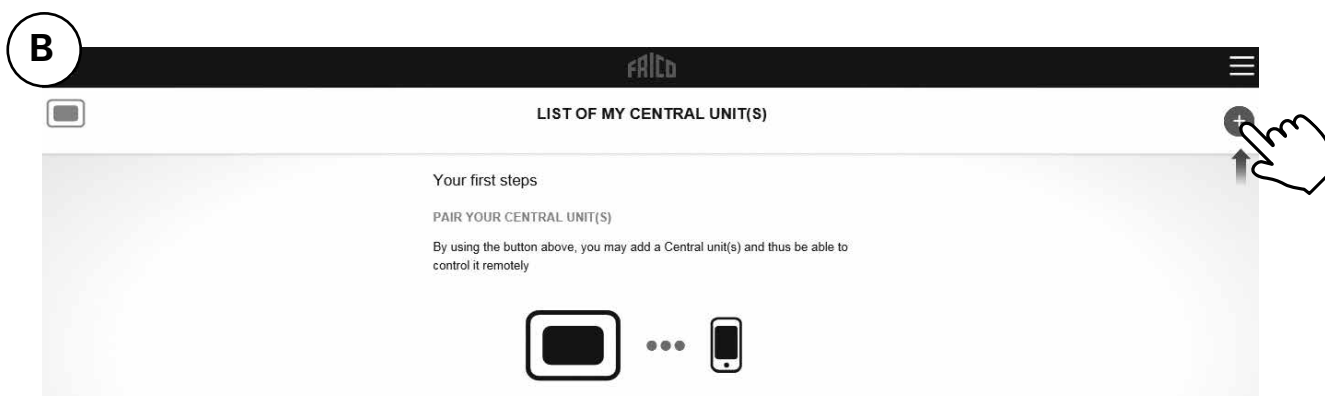 B
FRICO
LIST OF MY CENTRAL UNIT(S)
+
Your first steps
PAIR YOUR CENTRAL UNIT(S)
By using the button above, you may add a Central unit(s) and thus be able to
control it remotely